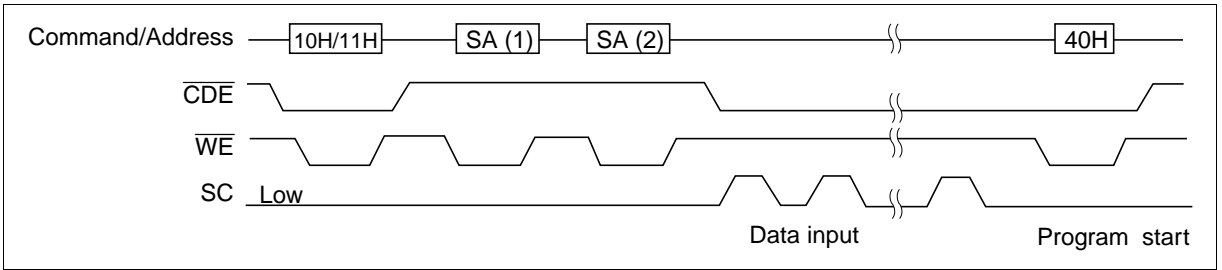 Command/Address 10H/11H SA (1) SA (2) 40H
CDE
WE
SC Low
Data input Program start